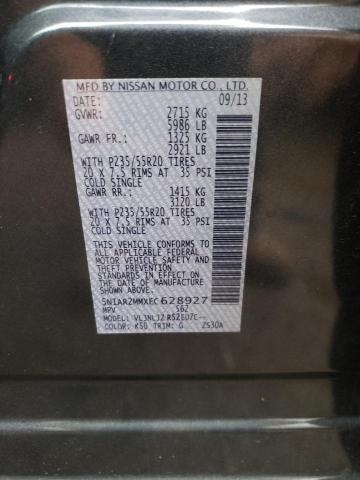 MFD BY NISSAN MOTOR CO., LTD.
DATE: 09/13
GVWR: 2715 KG
5986 LB
GAWR FR.: 1325 KG
2921 LB
WITH P235/55R20 TIRES
20 X 7.5 RIMS AT 35 PSI
COLD SINGLE
GAWR RR.: 1415 KG
3120 LB
WITH P235/55R20 TIRES
20 X 7.5 RIMS AT 35 PSI
COLD SINGLE
THIS VEHICLE CONFORMS TO
ALL APPLICABLE FEDERAL
MOTOR VEHICLE SAFETY
STANDARDS IN EFFECT ON
THE DATE OF MANUFACTURE
SHOWN ABOVE.
5N1AR2MMXEC628927
MPV 562
MODEL:
COLOR: K50 TRIM: G ZS30A